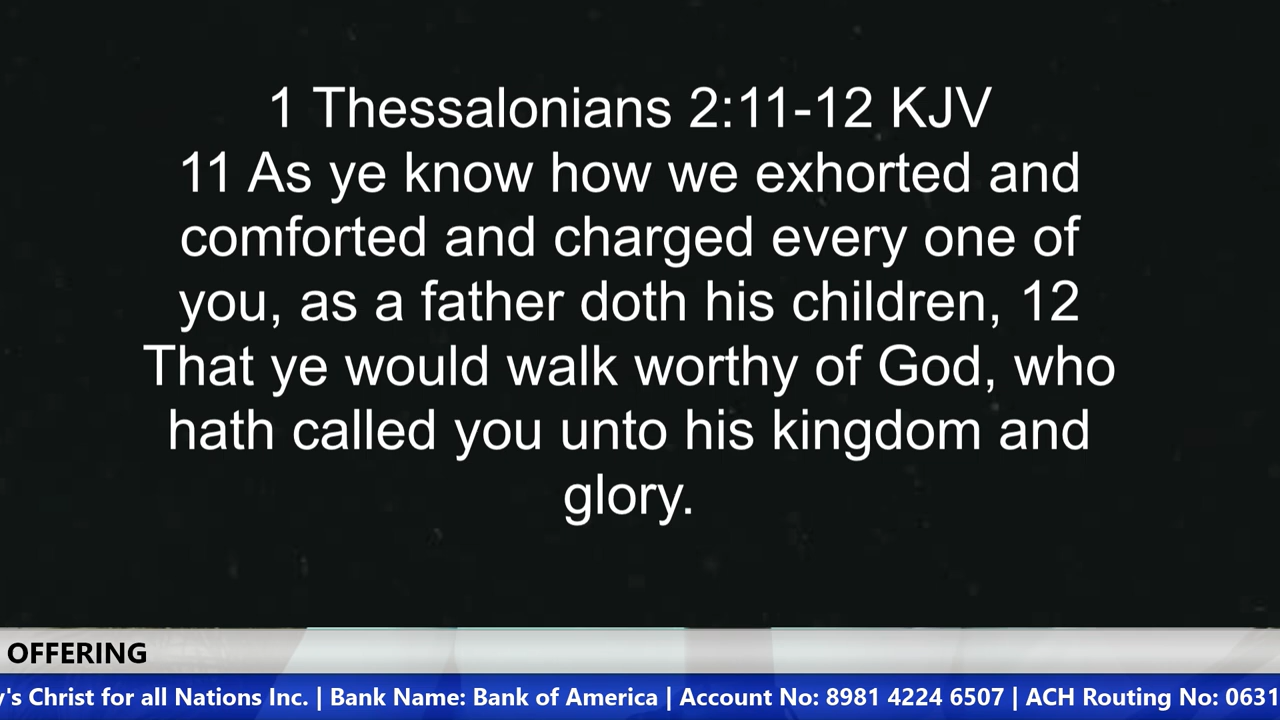 1 Thessalonians 2:11-12 KJV
11 As ye know how we exhorted and
comforted and charged every one of
you, as a father doth his children, 12
That ye would walk worthy of God, who
hath called you unto his kingdom and
glory.
OFFERING
y's Christ for all Nations Inc. | Bank Name: Bank of America | Account No: 8981 4224 6507 | ACH Routing No: 0631